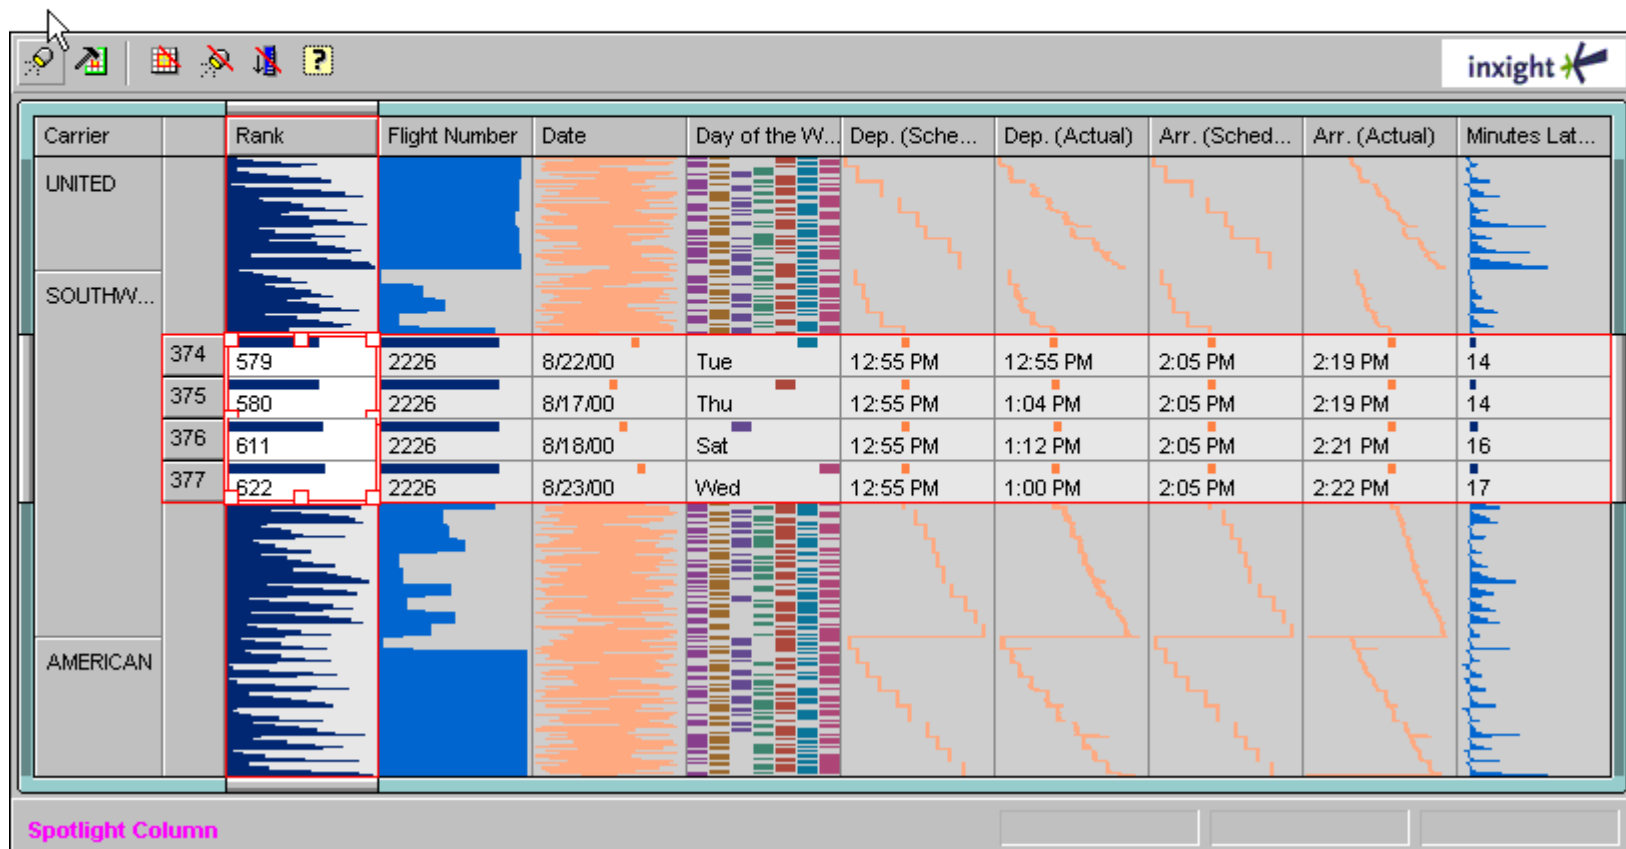 ?
inxight
Carrier Rank Flight Number Date Day of the W... Dep. (Sche... Dep. (Actual) Arr. (Sched... Arr. (Actual) Minutes Lat...
UNITED
SOUTHW...
374 579 2226 8/22/00 Tue 12:55 PM 12:55 PM 2:05 PM 2:19 PM 14
375 580 2226 8/17/00 Thu 12:55 PM 1:04 PM 2:05 PM 2:19 PM 14
376 611 2226 8/18/00 Sat 12:55 PM 1:12 PM 2:05 PM 2:21 PM 16
377 622 2226 8/23/00 Wed 12:55 PM 1:00 PM 2:05 PM 2:22 PM 17
AMERICAN
Spotlight Column